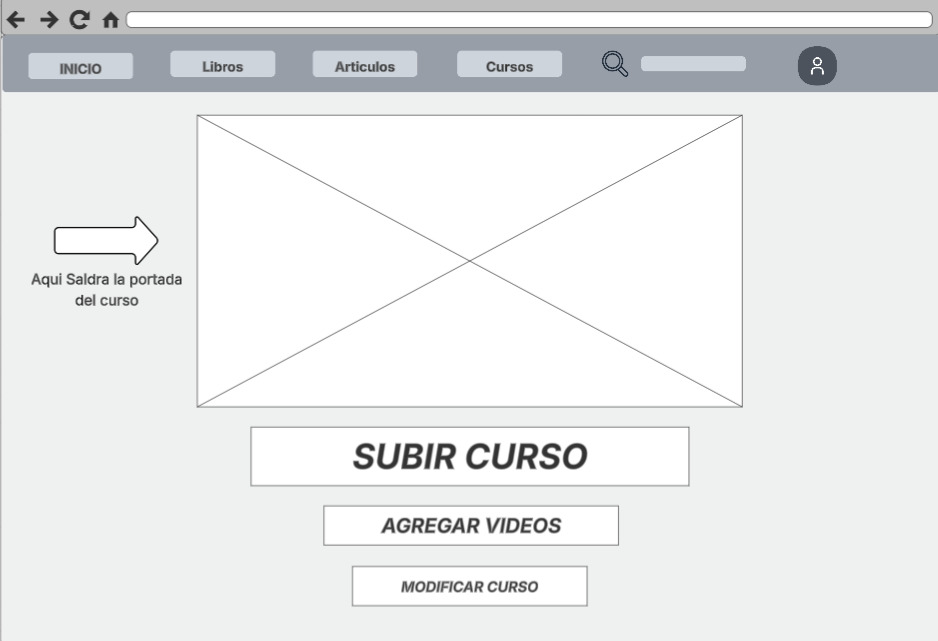 INICIO
Libros
Articulos
Cursos
Aqui Saldra la portada
del curso
SUBIR CURSO
AGREGAR VIDEOS
MODIFICAR CURSO